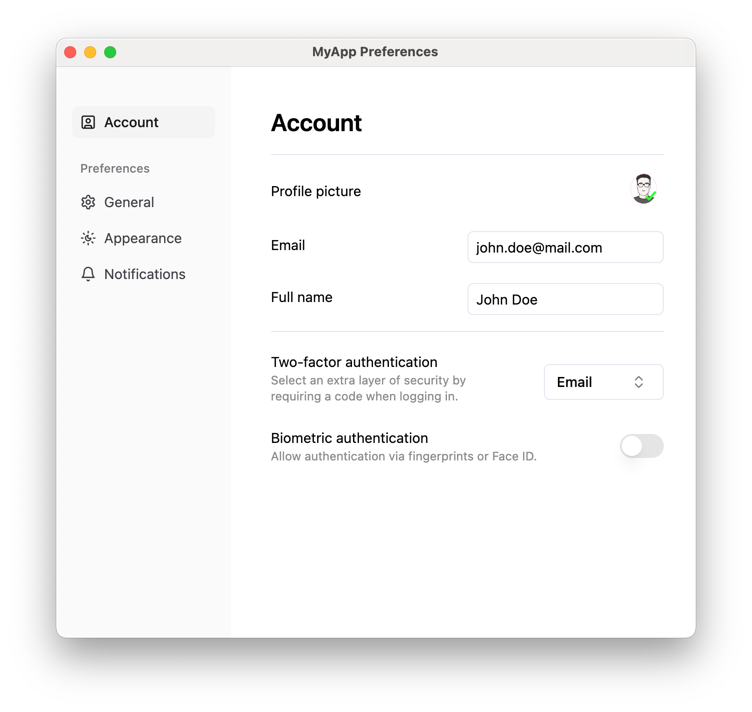 MyApp Preferences
Account
Preferences
General
Appearance
Notifications
Account
Profile picture
Email
john.doe@mail.com
Full name
John Doe
Two-factor authentication
Select an extra layer of security by
requiring a code when logging in.
Email
Biometric authentication
Allow authentication via fingerprints or Face ID.